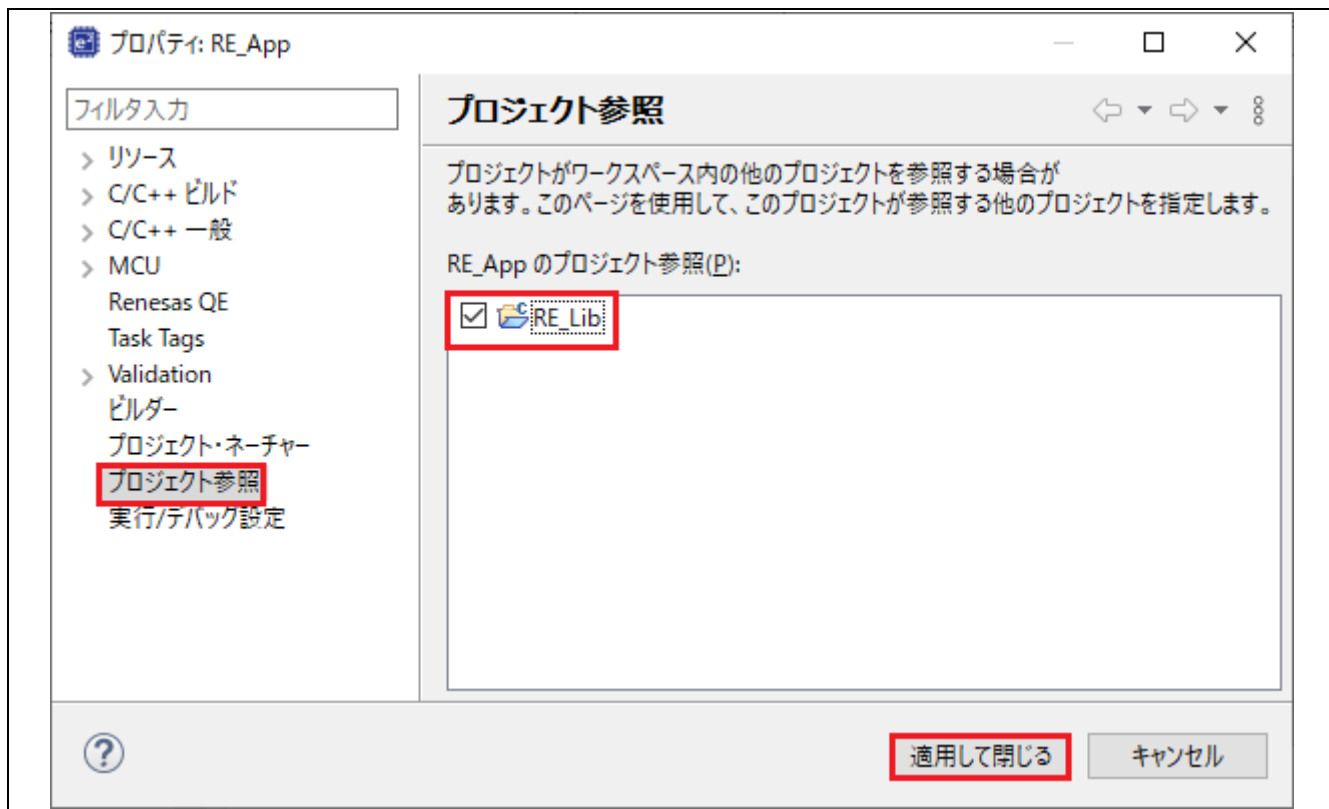 プロパティ: RE_App
フィルタ入力
リソース
C/C++ ビルド
C/C++ 一般
MCU
Renesas QE
Task Tags
Validation
ビルダー
プロジェクト・ネーチャー
プロジェクト参照
実行/デバッグ設定
プロジェクト参照
プロジェクトがワークスペース内の他のプロジェクトを参照する場合が
あります。このページを使用して、このプロジェクトが参照する他のプロジェクトを指定します。
RE_App のプロジェクト参照(P):
RE_Lib
適用して閉じる
キャンセル